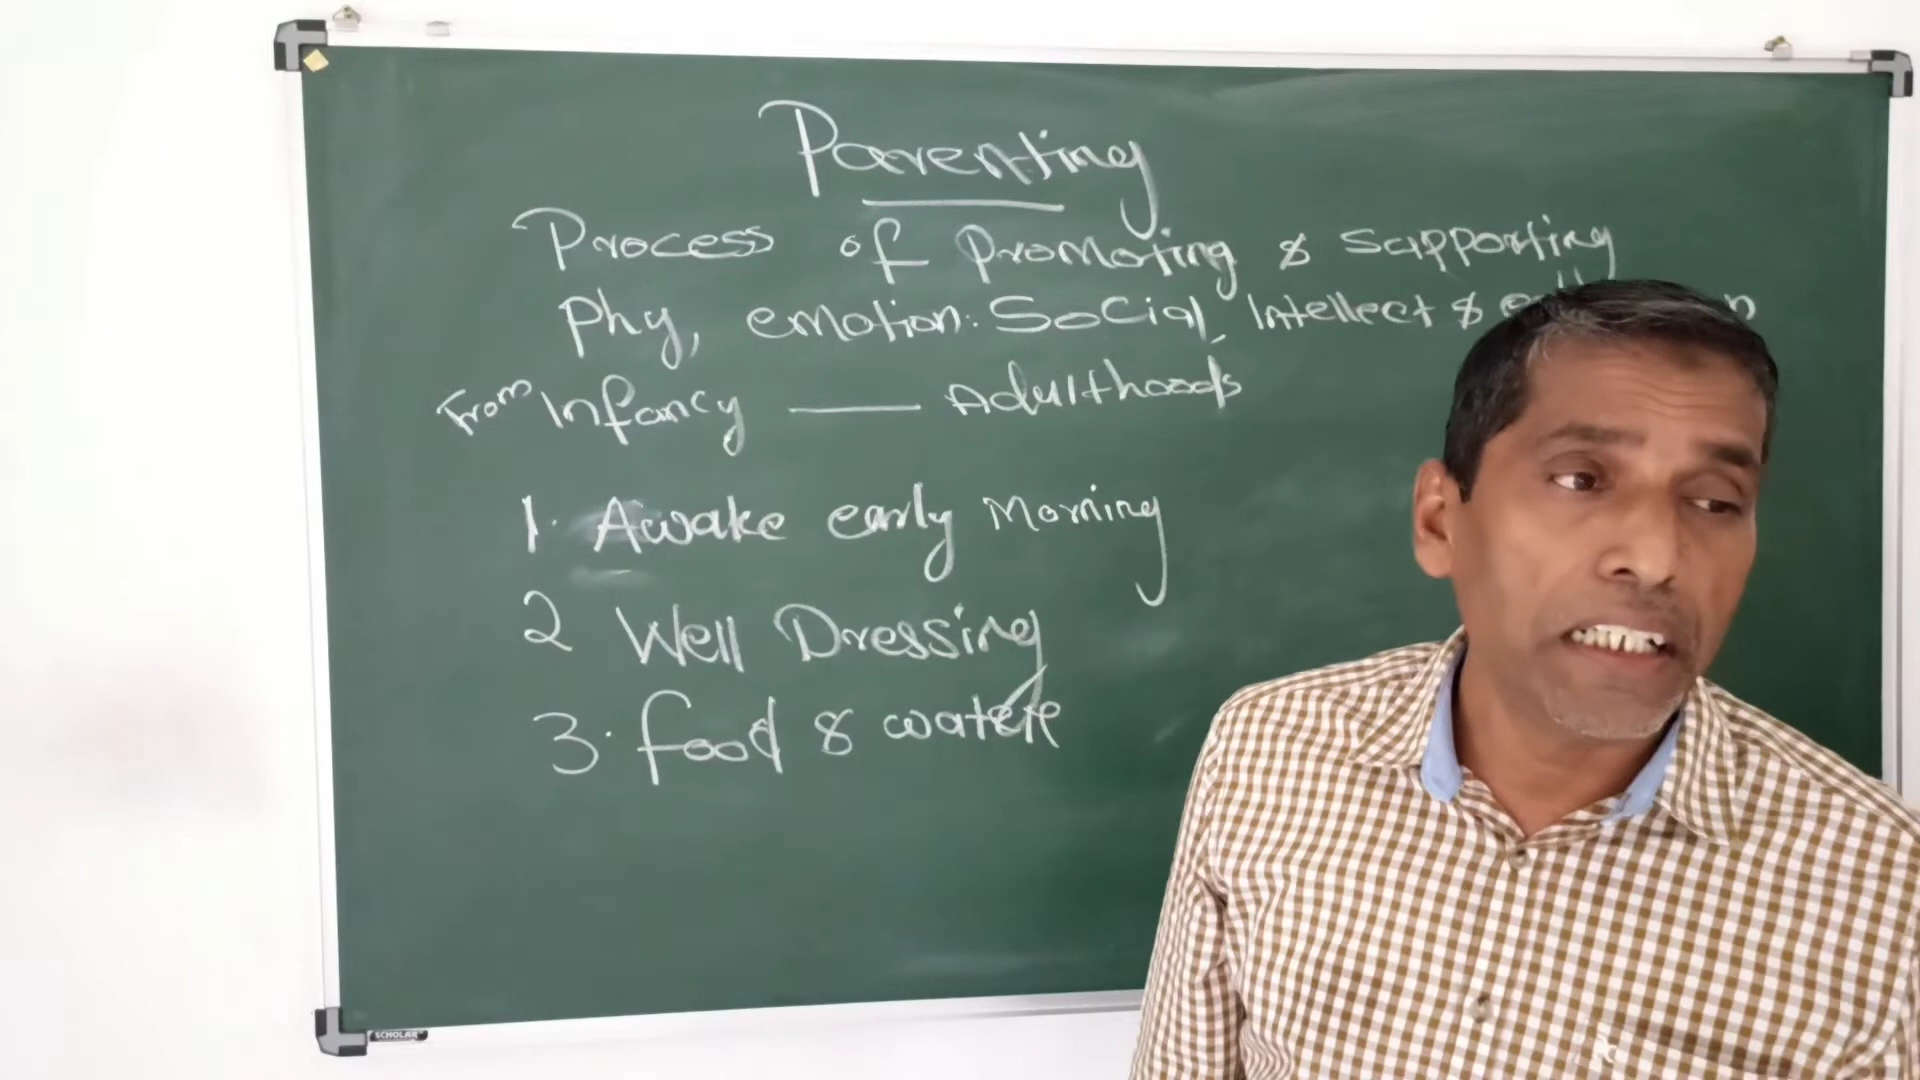 Parenting
Process of Promoting & Supporting
Phy, emotion: Social, Intellect &
From Infancy — Adulthoods
1. Awake early Morning
2 Well Dressing
3. food & water
SCHOLAR